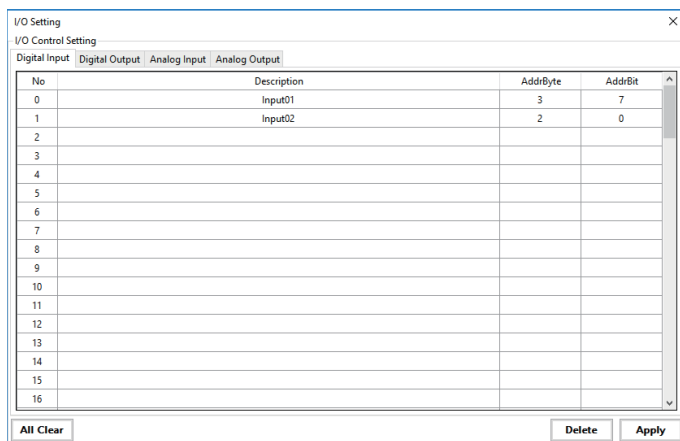 I/O Setting
I/O Control Setting
Digital Input Digital Output Analog Input Analog Output
No Description AddrByte AddrBit
0 Input01 3 7
1 Input02 2 0
2
3
4
5
6
7
8
9
10
11
12
13
14
15
16
All Clear Delete Apply